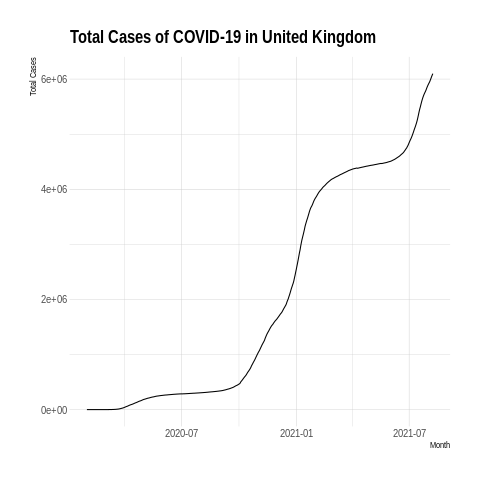 Total Cases of COVID-19 in United Kingdom
Total Cases
6e+06
4e+06
2e+06
0e+00
2020-07
2021-01
2021-07
Month